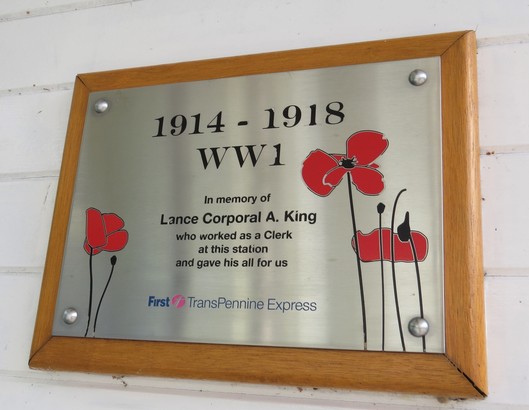 1914 - 1918
WW1
In memory of
Lance Corporal A. King
who worked as a Clerk
at this station
and gave his all for us
First TransPennine Express